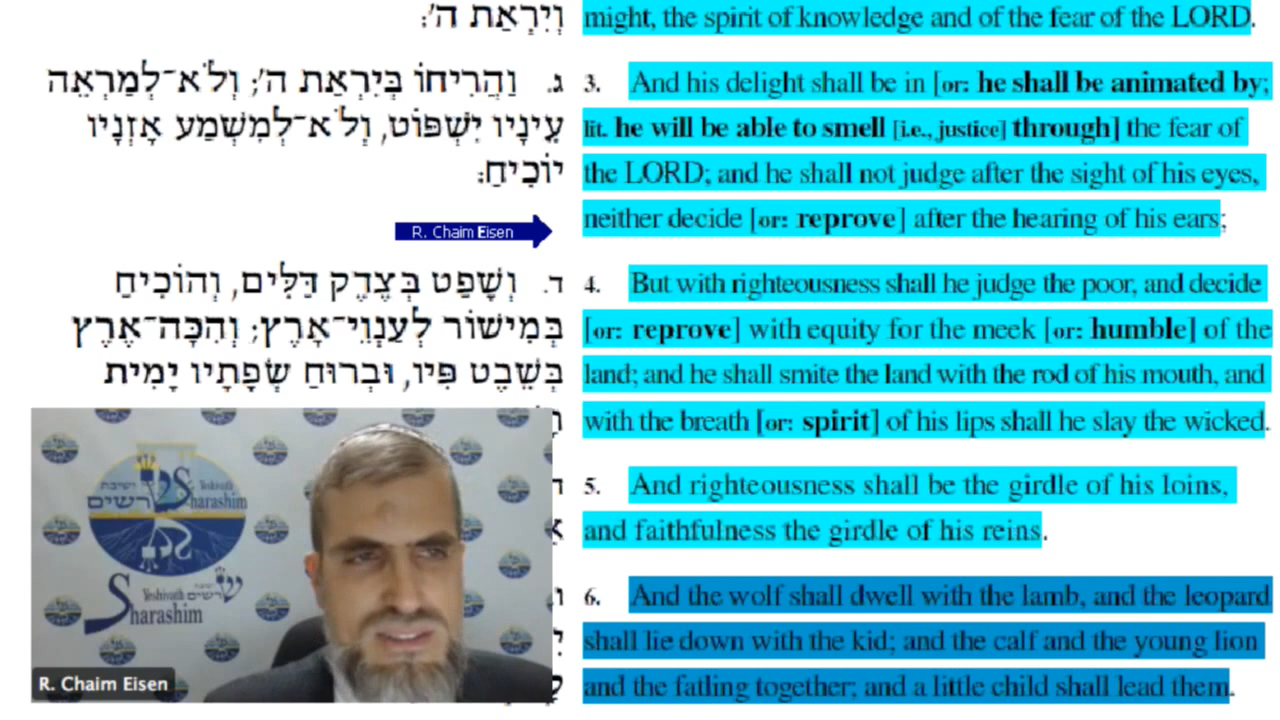 וְיִרְאַת ה':
ג. וַהֲרִיחוֹ בְּיִרְאַת ה'; וְלֹא־לְמַרְאֵה
עֵינָיו יִשְׁפּוֹט, וְלֹא־לְמִשְׁמַע אָזְנָיו
יוֹכִיחַ:
R. Chaim Eisen
ד. וְשָׁפַט בְּצֶדֶק דַּלִּים, וְהוֹכִיחַ
בְּמִישׁוֹר לְעַנְוֵי־אָרֶץ; וְהִכָּה־אֶרֶץ
בְּשֵׁבֶט פִּיו, וּבְרוּחַ שְׂפָתָיו יָמִית
might, the spirit of knowledge and of the fear of the LORD.
3. And his delight shall be in [or: he shall be animated by;
lit. he will be able to smell [i.e., justice] through] the fear of
the LORD; and he shall not judge after the sight of his eyes,
neither decide [or: reprove] after the hearing of his ears;
4. But with righteousness shall he judge the poor, and decide
[or: reprove] with equity for the meek [or: humble] of the
land; and he shall smite the land with the rod of his mouth, and
with the breath [or: spirit] of his lips shall he slay the wicked.
5. And righteousness shall be the girdle of his loins,
and faithfulness the girdle of his reins.
6. And the wolf shall dwell with the lamb, and the leopard
shall lie down with the kid; and the calf and the young lion
and the fatling together; and a little child shall lead them.
ישיבת
שרשים
Yeshivath
Sharashim
Yeshivath
Sharashim
R. Chaim Eisen